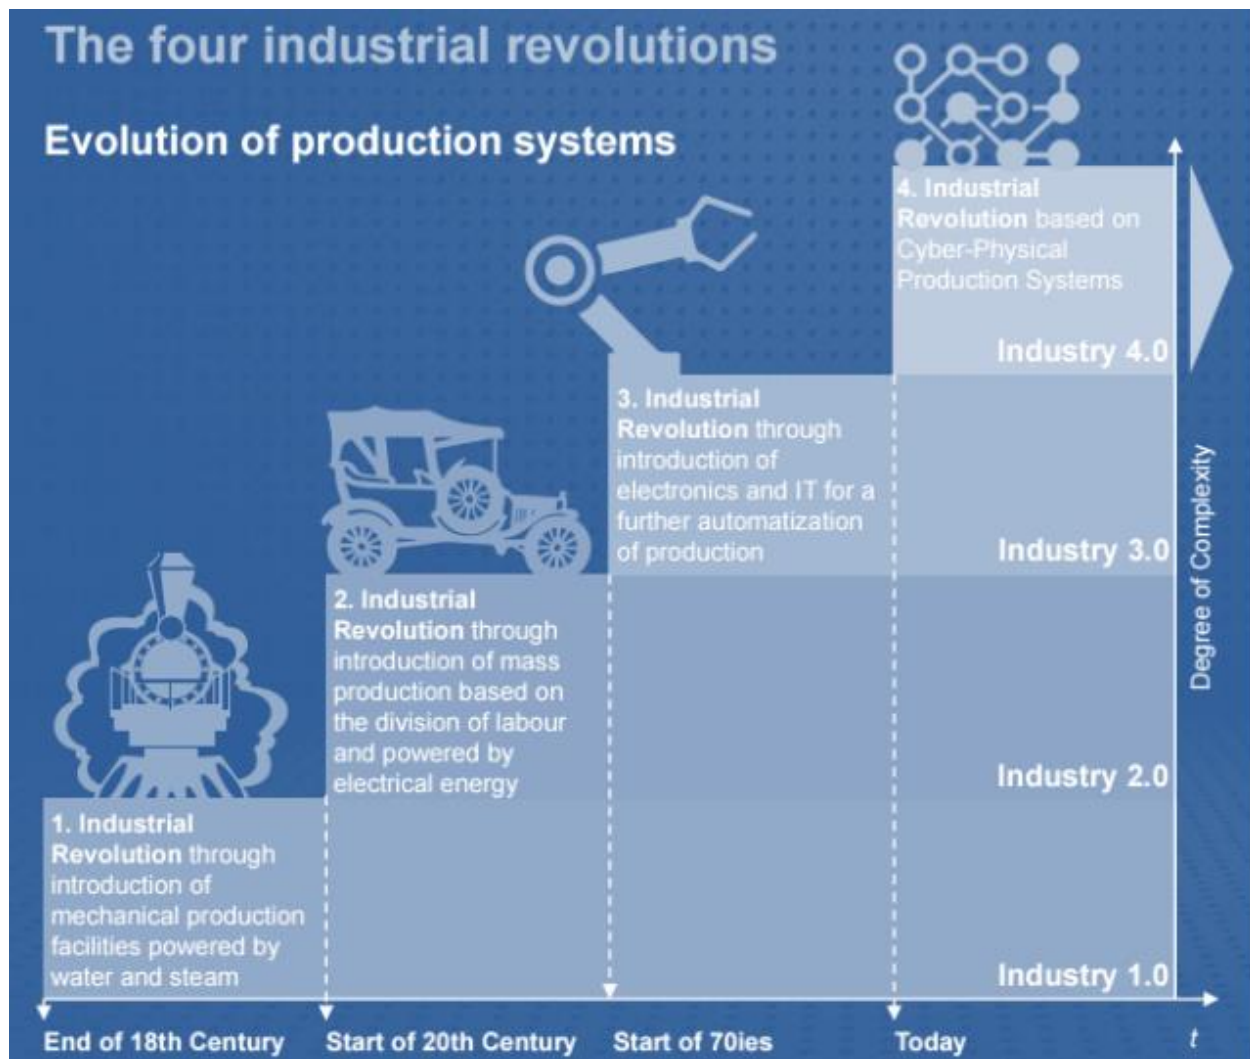 The four industrial revolutions
Evolution of production systems
4. Industrial
Revolution based on
Cyber-Physical
Production Systems
Industry 4.0
3. Industrial
Revolution through
introduction of
electronics and IT for a
further automatization
of production
Industry 3.0
2. Industrial
Revolution through
introduction of mass
production based on
the division of labour
and powered by
electrical energy
Industry 2.0
1. Industrial
Revolution through
introduction of
mechanical production
facilities powered by
water and steam
Industry 1.0
Degree of Complexity
End of 18th Century
Start of 20th Century
Start of 70ies
Today
t